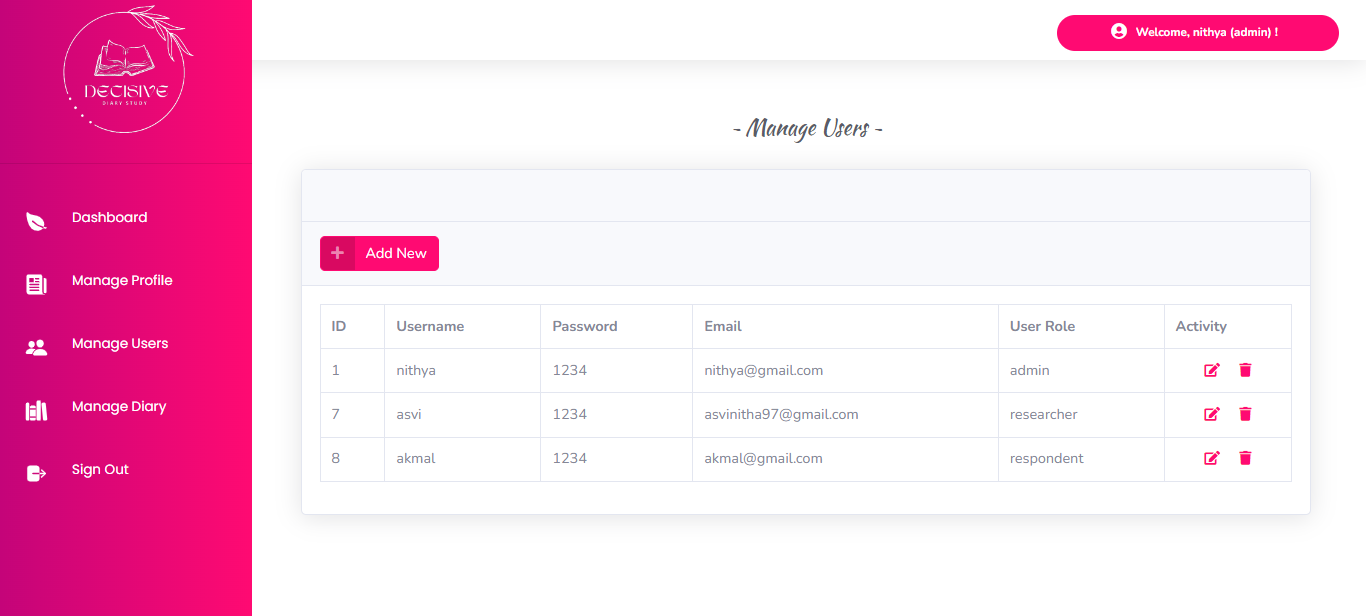 DECISIVE
DIARY STUDY
Dashboard
Manage Profile
Manage Users
Manage Diary
Sign Out
Welcome, nithya (admin) !
- Manage Users -
+ Add New
ID Username Password Email User Role Activity
1 nithya 1234 nithya@gmail.com admin
7 asvi 1234 asvinitha97@gmail.com researcher
8 akmal 1234 akmal@gmail.com respondent